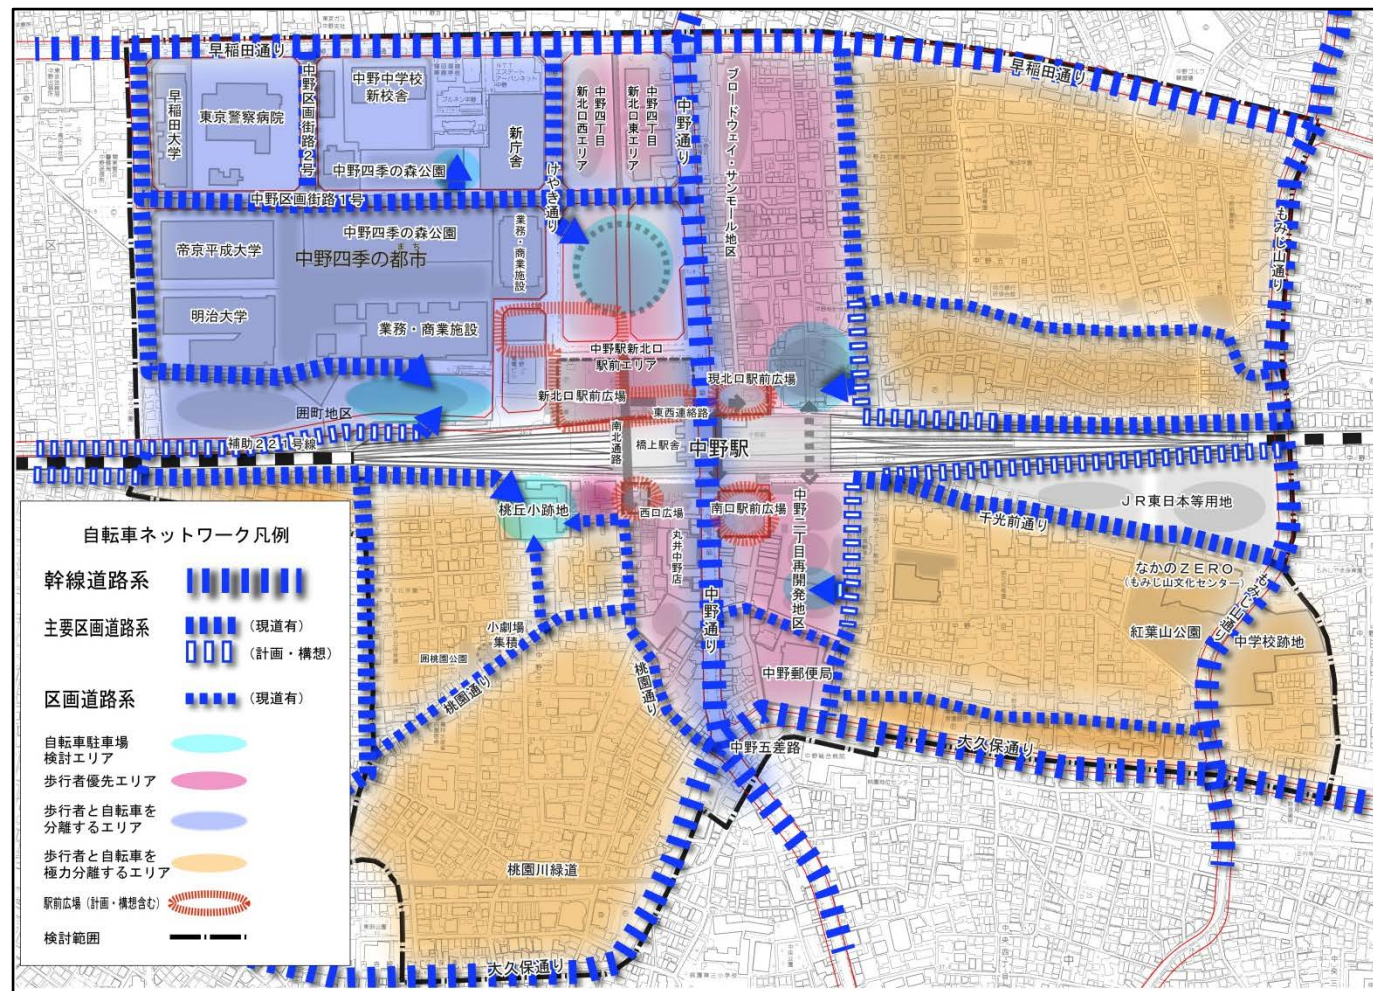 早稲田通り
早稲田通り
早稲田大学
東京警察病院
中野区画街路2号
中野中学校
新校舎
中野四季の森公園
新庁舎
けやき通り
中野四丁目
新北口西エリア
中野四丁目
新北口東エリア
中野通り
ブロードウェイ・サンモール地区
もみじ山通り
中野区画街路1号
帝京平成大学
中野四季の森公園
まち
中野四季の都市
業務・商業施設
明治大学
業務・商業施設
中野駅新北口
駅前エリア
新北口駅前広場
現北口駅前広場
東西連絡路
囲町地区
補助221号線
南北通路
橋上駅舎
中野駅
桃丘小跡地
西口広場
南口駅前広場
丸井中野店
中野二丁目再開発地区
JR東日本等用地
千光前通り
なかのZERO
(もみじ山文化センター)
もみじ山通り
紅葉山公園
中学校跡地
中野通り
小劇場
集積
囲桃園公園
桃園通り
桃園通り
中野郵便局
中野五差路
大久保通り
桃園川緑道
大久保通り
自転車ネットワーク凡例
幹線道路系
主要区画道路系
(現道有)
(計画・構想)
区画道路系
(現道有)
自転車駐車場
検討エリア
歩行者優先エリア
歩行者と自転車を
分離するエリア
歩行者と自転車を
極力分離するエリア
駅前広場(計画・構想含む)
検討範囲